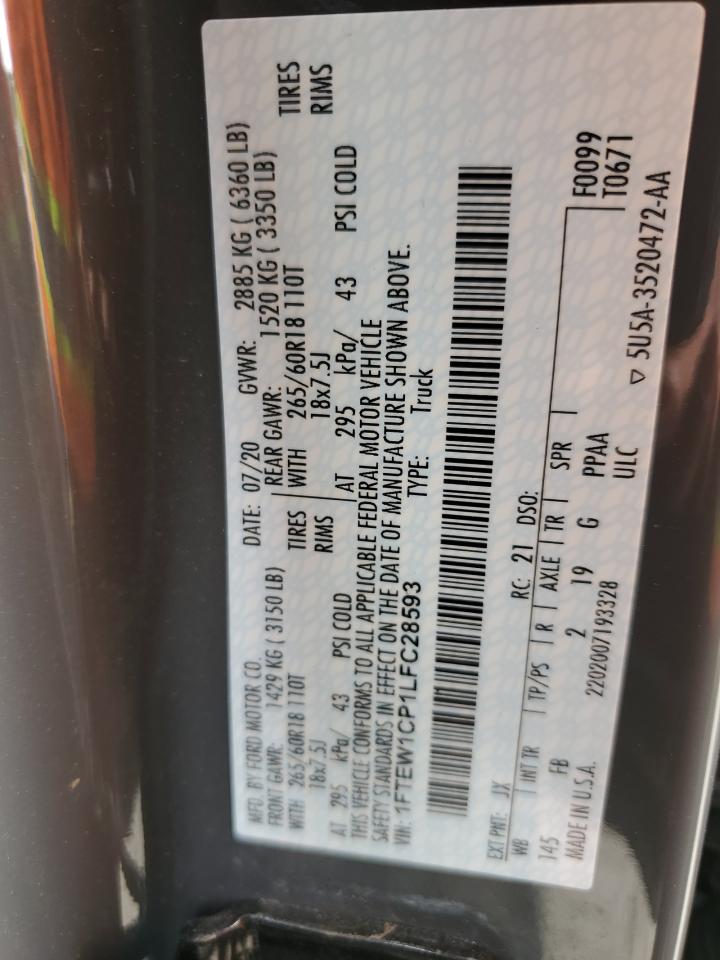 MFD. BY FORD MOTOR CO. DATE: 07/20 GVWR: 2885 KG ( 6360 LB)
FRONT GAWR: 1429 KG ( 3150 LB) REAR GAWR: 1520 KG ( 3350 LB)
WITH 265/60R18 110T TIRES WITH 265/60R18 110T TIRES
18x7.5J RIMS 18x7.5J RIMS
AT 295 kPa/ 43 PSI COLD AT 295 kPa/ 43 PSI COLD
THIS VEHICLE CONFORMS TO ALL APPLICABLE FEDERAL MOTOR VEHICLE
SAFETY STANDARDS IN EFFECT ON THE DATE OF MANUFACTURE SHOWN ABOVE.
VIN: 1FTEW1CP1LFC28593 TYPE: Truck
EXT PNT: JX RC: 21 DSO:
WB INT TR TP/PS R AXLE TR SPR F0099
145 FB 2 19 G PPAA T0671
MADE IN U.S.A. 2202007193328 ULC
▽ 5U5A-3520472-AA